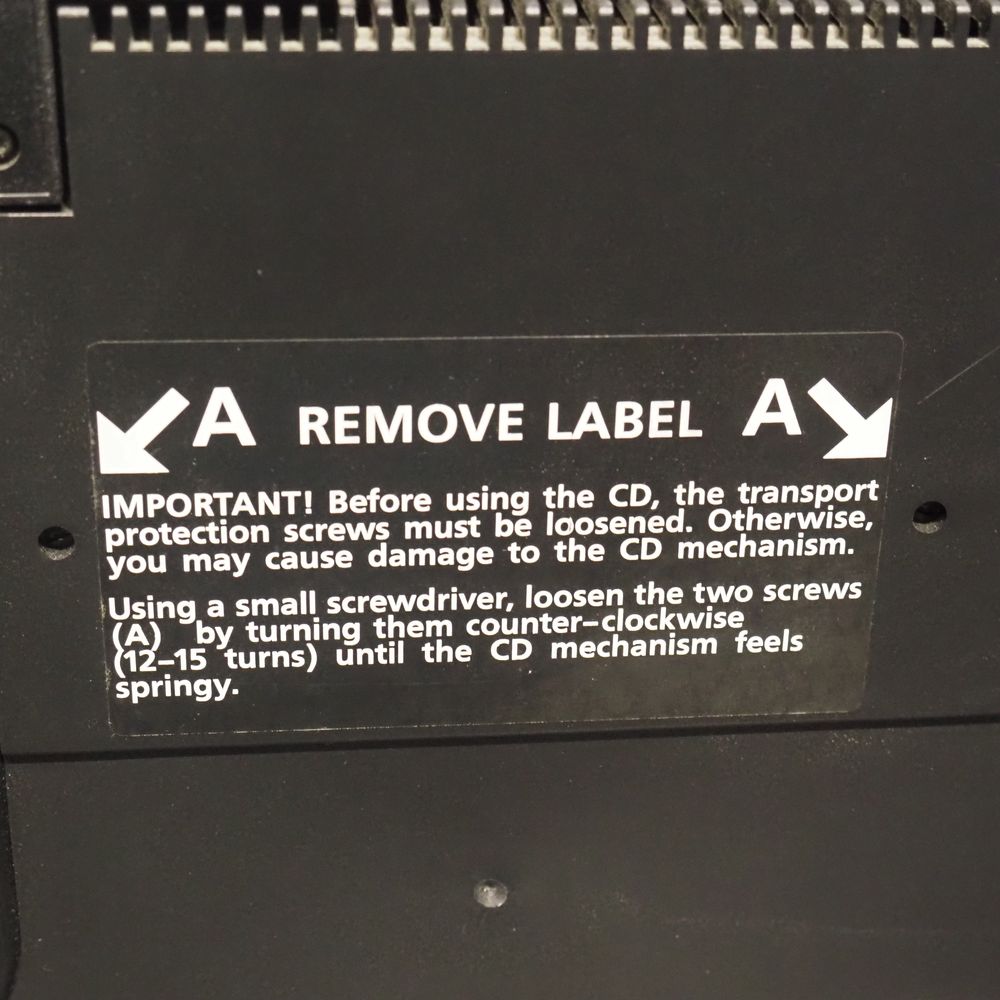 A REMOVE LABEL A
IMPORTANT! Before using the CD, the transport
protection screws must be loosened. Otherwise,
you may cause damage to the CD mechanism.
Using a small screwdriver, loosen the two screws
(A) by turning them counter-clockwise
(12-15 turns) until the CD mechanism feels
springy.